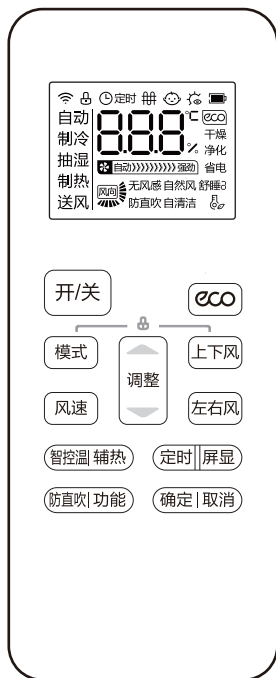 定时
自动 8.8.8 ℃ eco
制冷 % 干燥
净化
抽湿 自动 》》》》》》》》》 强劲 省电
制热 风向 无风感 自然风 舒睡
送风 防直吹 自清洁
开/关 eco
模式 上下风
调整
风速 左右风
智控温|辅热 定时||屏显
防直吹|功能 确定|取消